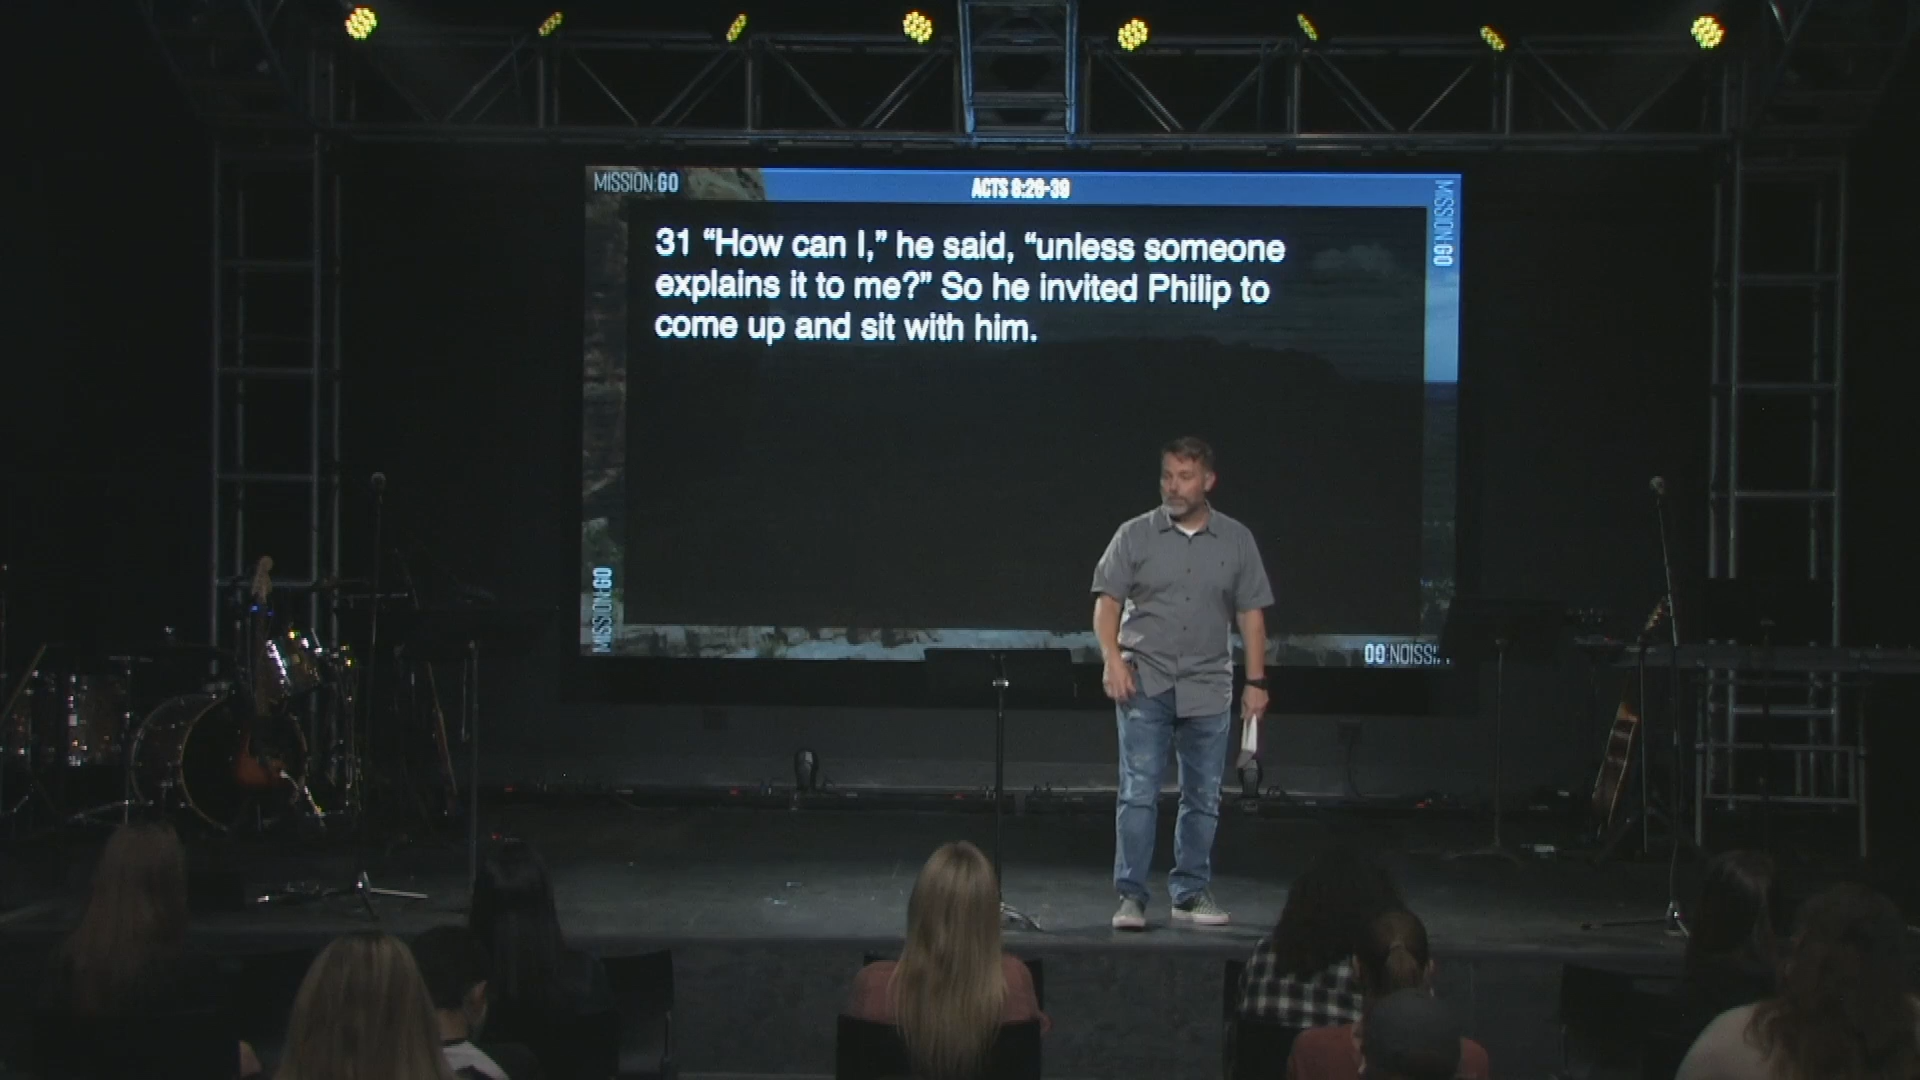 MISSION:GO
ACTS 8:26-39
MISSION:GO
31 “How can I,” he said, “unless someone
explains it to me?” So he invited Philip to
come up and sit with him.
MISSION:GO
GO